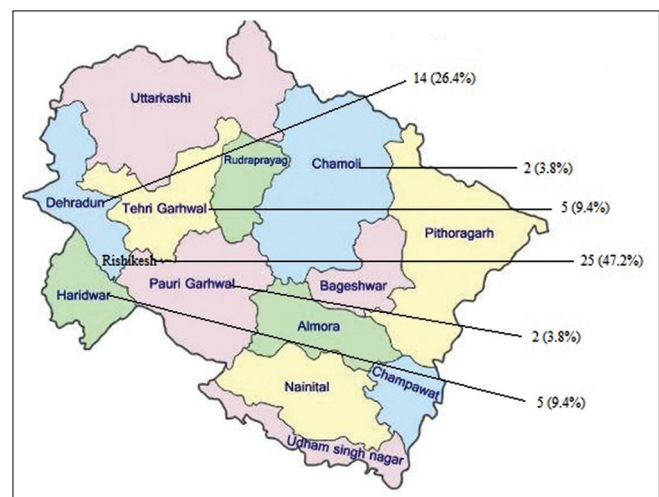 14 (26.4%)
Uttarkashi
Rudraprayag
Chamoli
2 (3.8%)
Dehradun
Tehri Garhwal
5 (9.4%)
Pithoragarh
Rishikesh
25 (47.2%)
Pauri Garhwal
Bageshwar
Haridwar
Almora
2 (3.8%)
Nainital
Champawat
5 (9.4%)
Udham singh nagar